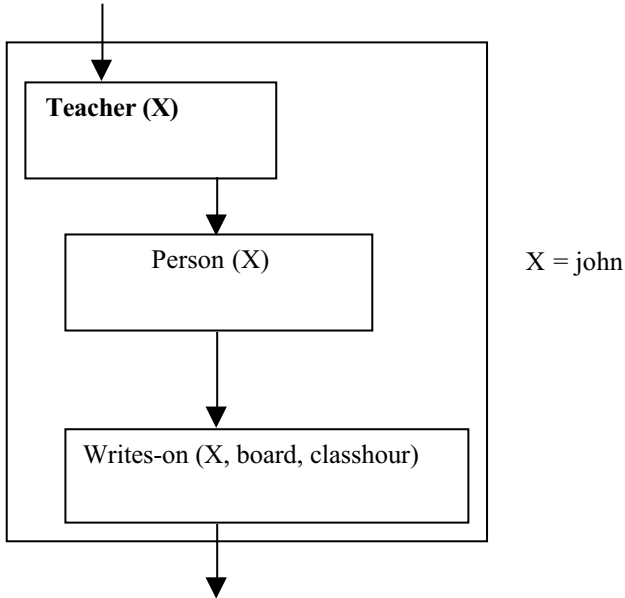 Teacher (X)
Person (X)
X = john
Writes-on (X, board, classhour)